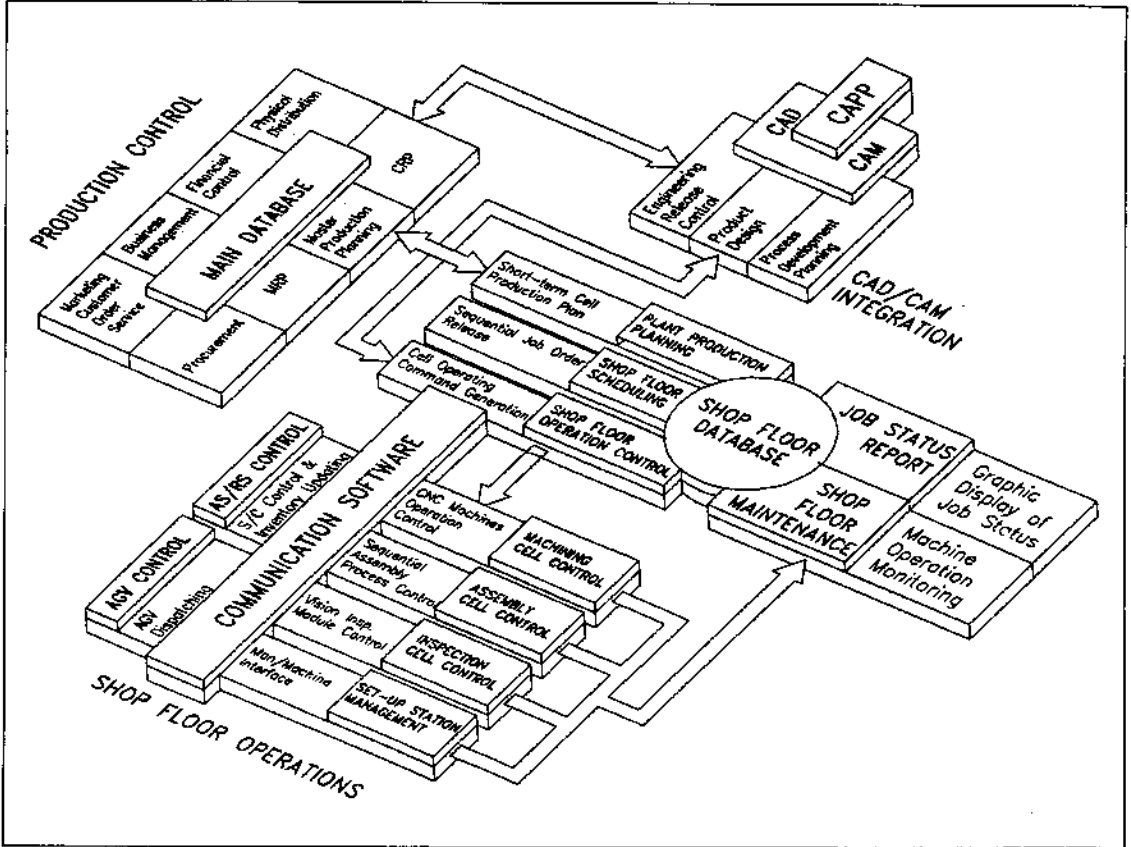 PRODUCTION CONTROL
Physical
Distribution
Financial
Control
Business
Management
Marketing
Customer
Order
Service
MAIN DATABASE
CRP
Master
Production
Planning
MRP
Procurement
CAPP
CAD
CAM
Engineering
Release
Control
Product
Design
Process
Development
Planning
CAD/CAM
INTEGRATION
Short-term Cell
Production Plan
PLANT PRODUCTION
PLANNING
Sequential Job Order
Release
SHOP FLOOR
SCHEDULING
Cell Operating
Command Generation
SHOP FLOOR
OPERATION CONTROL
SHOP FLOOR
DATABASE
JOB STATUS
REPORT
SHOP
FLOOR
MAINTENANCE
Graphic
Display of
Job Status
Machine
Operation
Monitoring
AS/RS CONTROL
S/C Control &
Inventory Updating
AGV CONTROL
AGV
Dispatching
COMMUNICATION SOFTWARE
CNC Machines
Operation
Control
MACHINING
CELL CONTROL
Sequential
Assembly
Process Control
ASSEMBLY
CELL CONTROL
Vision Insp.
Module Control
INSPECTION
CELL CONTROL
Man/Machine
Interface
SET-UP STATION
MANAGEMENT
SHOP FLOOR OPERATIONS